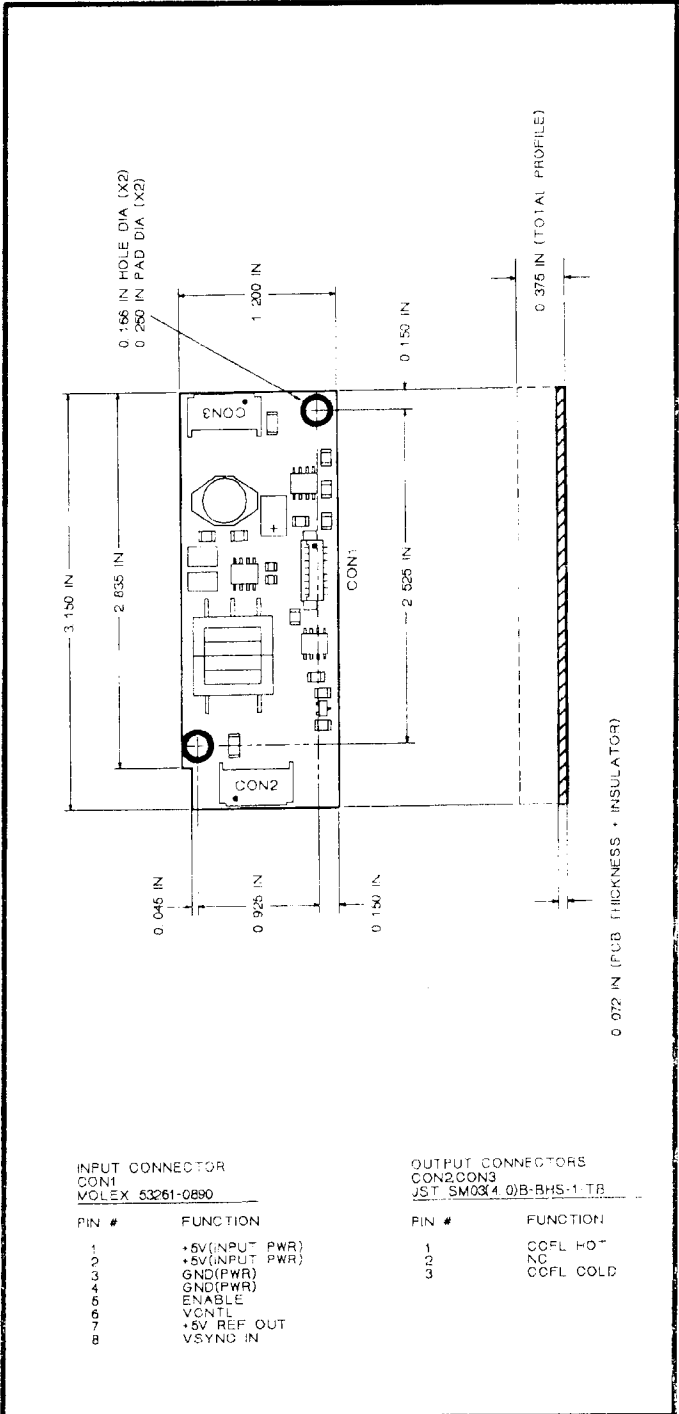 0.156 IN HOLE DIA (X2)
0.250 IN PAD DIA (X2)
1.200 IN
0.150 IN
0.375 IN (TOTAL PROFILE)
3.150 IN
2.835 IN
CON3
+
CON1
2.525 IN
CON2
0.045 IN
0.925 IN
0.150 IN
0.072 IN (PCB THICKNESS + INSULATOR)
INPUT CONNECTOR
CON1
MOLEX 53261-0890
PIN # FUNCTION
1 +5V(INPUT PWR)
2 +5V(INPUT PWR)
3 GND(PWR)
4 GND(PWR)
5 ENABLE
6 VCNTL
7 +5V REF OUT
8 VSYNC IN
OUTPUT CONNECTORS
CON2,CON3
JST SM03(4.0)B-BHS-1-TB
PIN # FUNCTION
1 CCFL HOT
2 NC
3 CCFL COLD